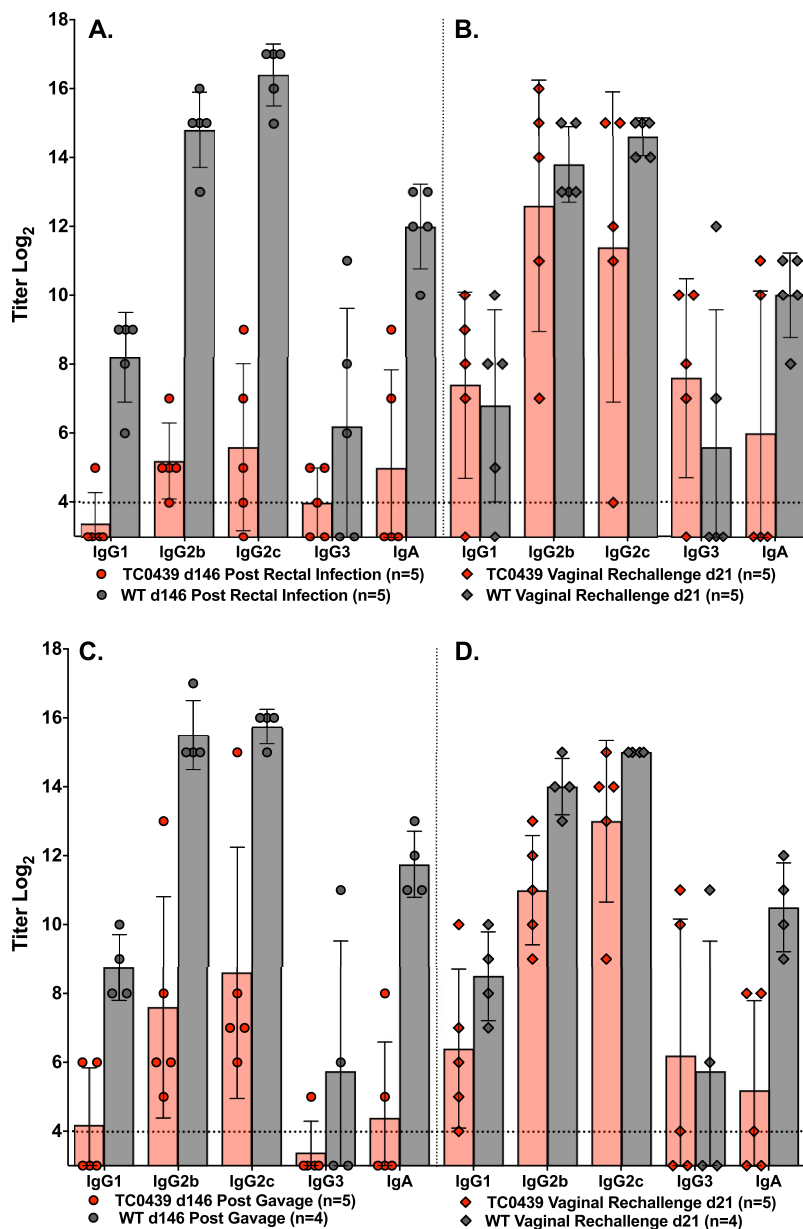 A.
B.
Titer Log2
18
16
14
12
10
8
6
4
IgG1 IgG2b IgG2c IgG3 IgA IgG1 IgG2b IgG2c IgG3 IgA
TC0439 d146 Post Rectal Infection (n=5) TC0439 Vaginal Rechallenge d21 (n=5)
WT d146 Post Rectal Infection (n=5) WT Vaginal Rechallenge d21 (n=5)
C.
D.
Titer Log2
18
16
14
12
10
8
6
4
IgG1 IgG2b IgG2c IgG3 IgA IgG1 IgG2b IgG2c IgG3 IgA
TC0439 d146 Post Gavage (n=5) TC0439 Vaginal Rechallenge d21 (n=5)
WT d146 Post Gavage (n=4) WT Vaginal Rechallenge d21 (n=4)